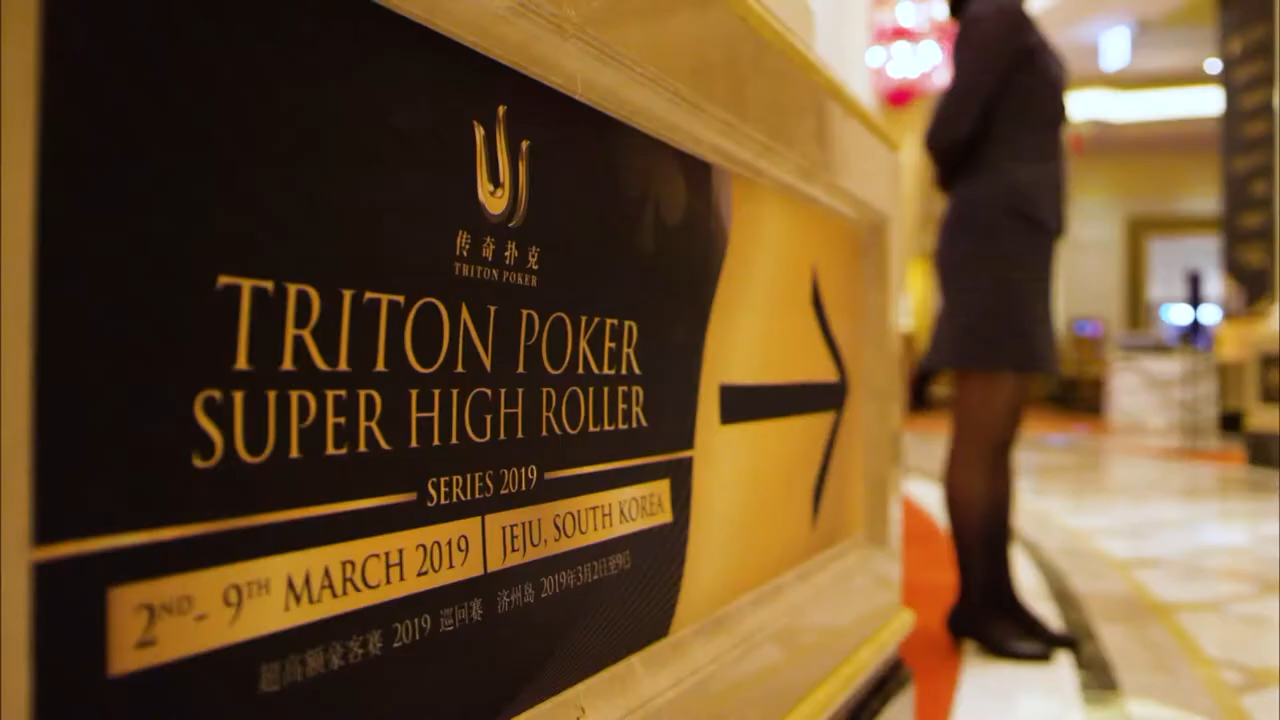 传奇扑克
TRITON POKER
TRITON POKER
SUPER HIGH ROLLER
SERIES 2019
2ND - 9TH MARCH 2019 | JEJU, SOUTH KOREA
超高额豪客赛 2019 巡回赛 济州岛 2019年3月2日至9日